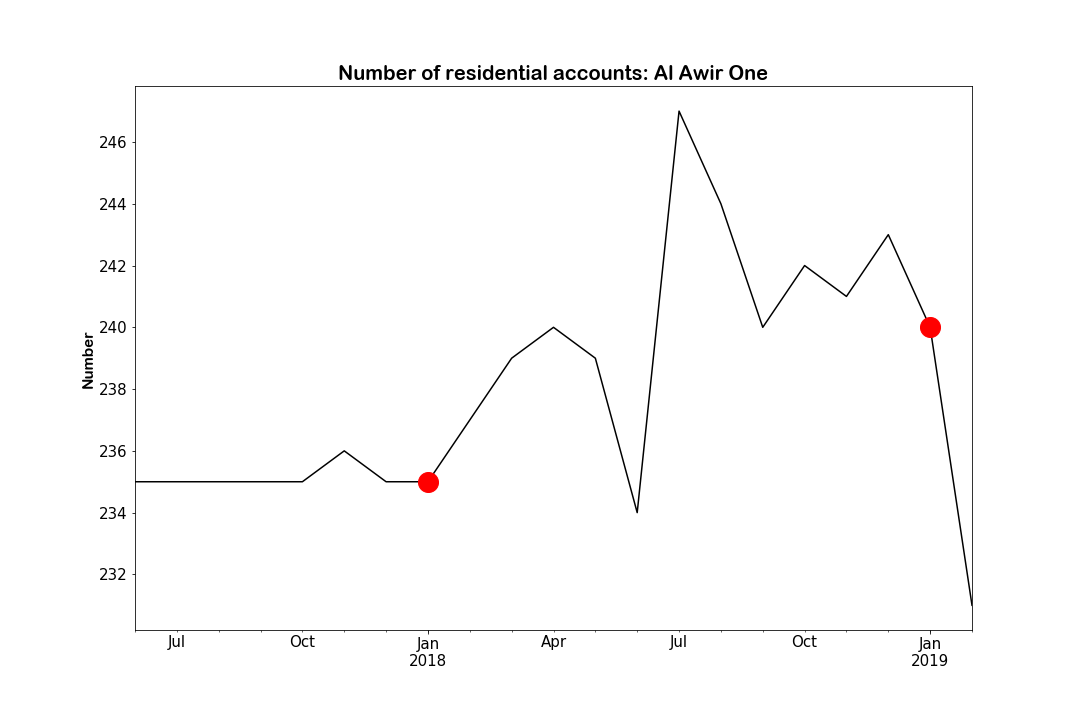 Number of residential accounts: Al Awir One
246
244
242
240
238
236
234
232
Number
Jul
Oct
Jan
2018
Apr
Jul
Oct
Jan
2019